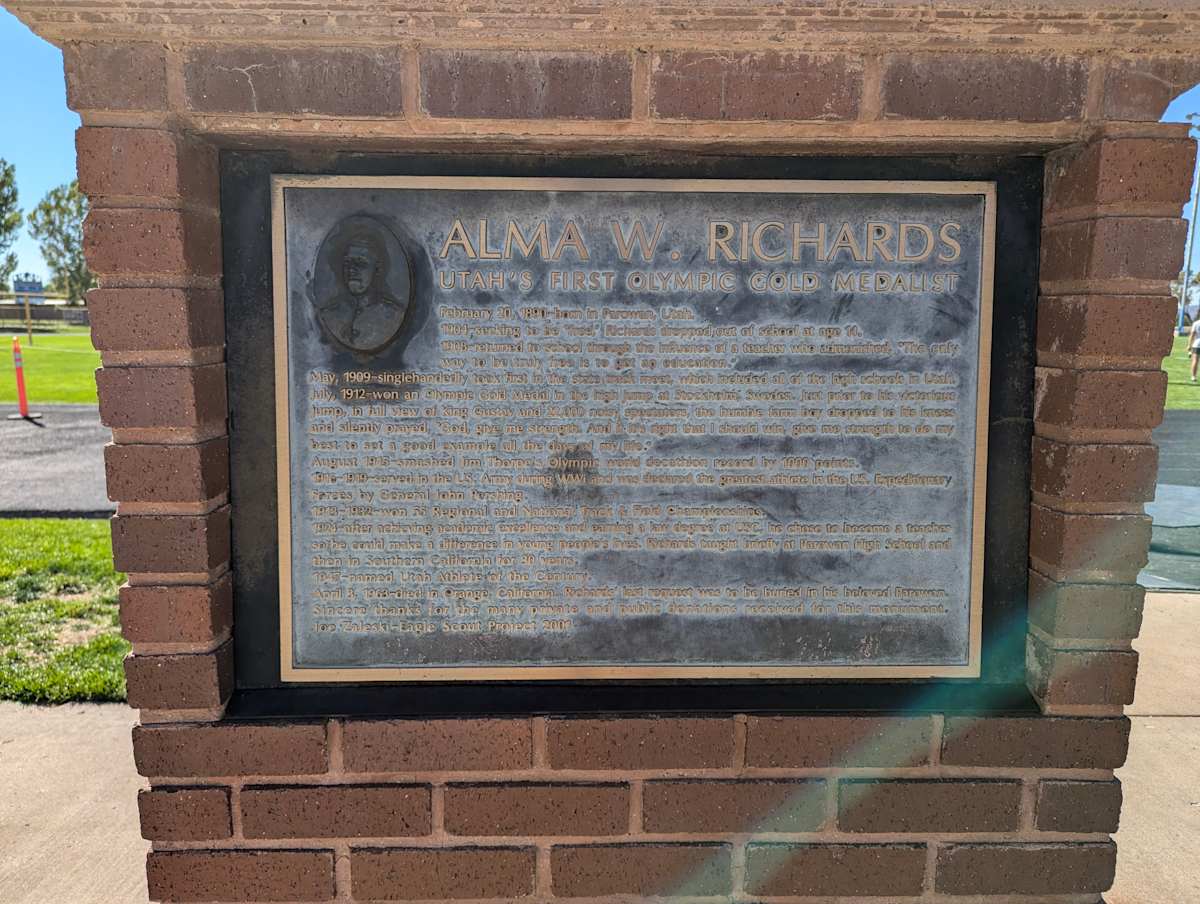 ALMA W. RICHARDS
UTAH'S FIRST OLYMPIC GOLD MEDALIST
February 20, 1890-born in Parowan, Utah.
1904-seeking to be "free," Richards dropped out of school at age 14.
1908-returned to school through the influence of a teacher who admonished, "The only
way to be truly free is to get an education."
May, 1909-singlehandedly took first in the state track meet, which included all of the high schools in Utah.
July, 1912-won an Olympic Gold Medal in the high jump at Stockholm, Sweden. Just prior to his victorious
jump, in full view of King Gustav and 22,000 noisy spectators, the humble farm boy dropped to his knees
and silently prayed, "God, give me strength. And if it's right that I should win, give me strength to do my
best to set a good example all the days of my life."
August 1915-smashed Jim Thorpe's Olympic world decathlon record by 1000 points.
1918-1919-served in the U.S. Army during WWI and was declared the greatest athlete in the U.S. Expeditionary
Forces by General John Pershing.
1913-1932-won 55 Regional and National Track & Field Championships.
1924-after achieving academic excellence and earning a law degree at USC, he chose to become a teacher
so he could make a difference in young people's lives. Richards taught briefly at Parowan High School and
then in Southern California for 30 years.
1947-named Utah Athlete of the Century.
April 3, 1963-died in Orange, California. Richards' last request was to be buried in his beloved Parowan.
Sincere thanks for the many private and public donations received for this monument.
Joe Zaleski-Eagle Scout Project